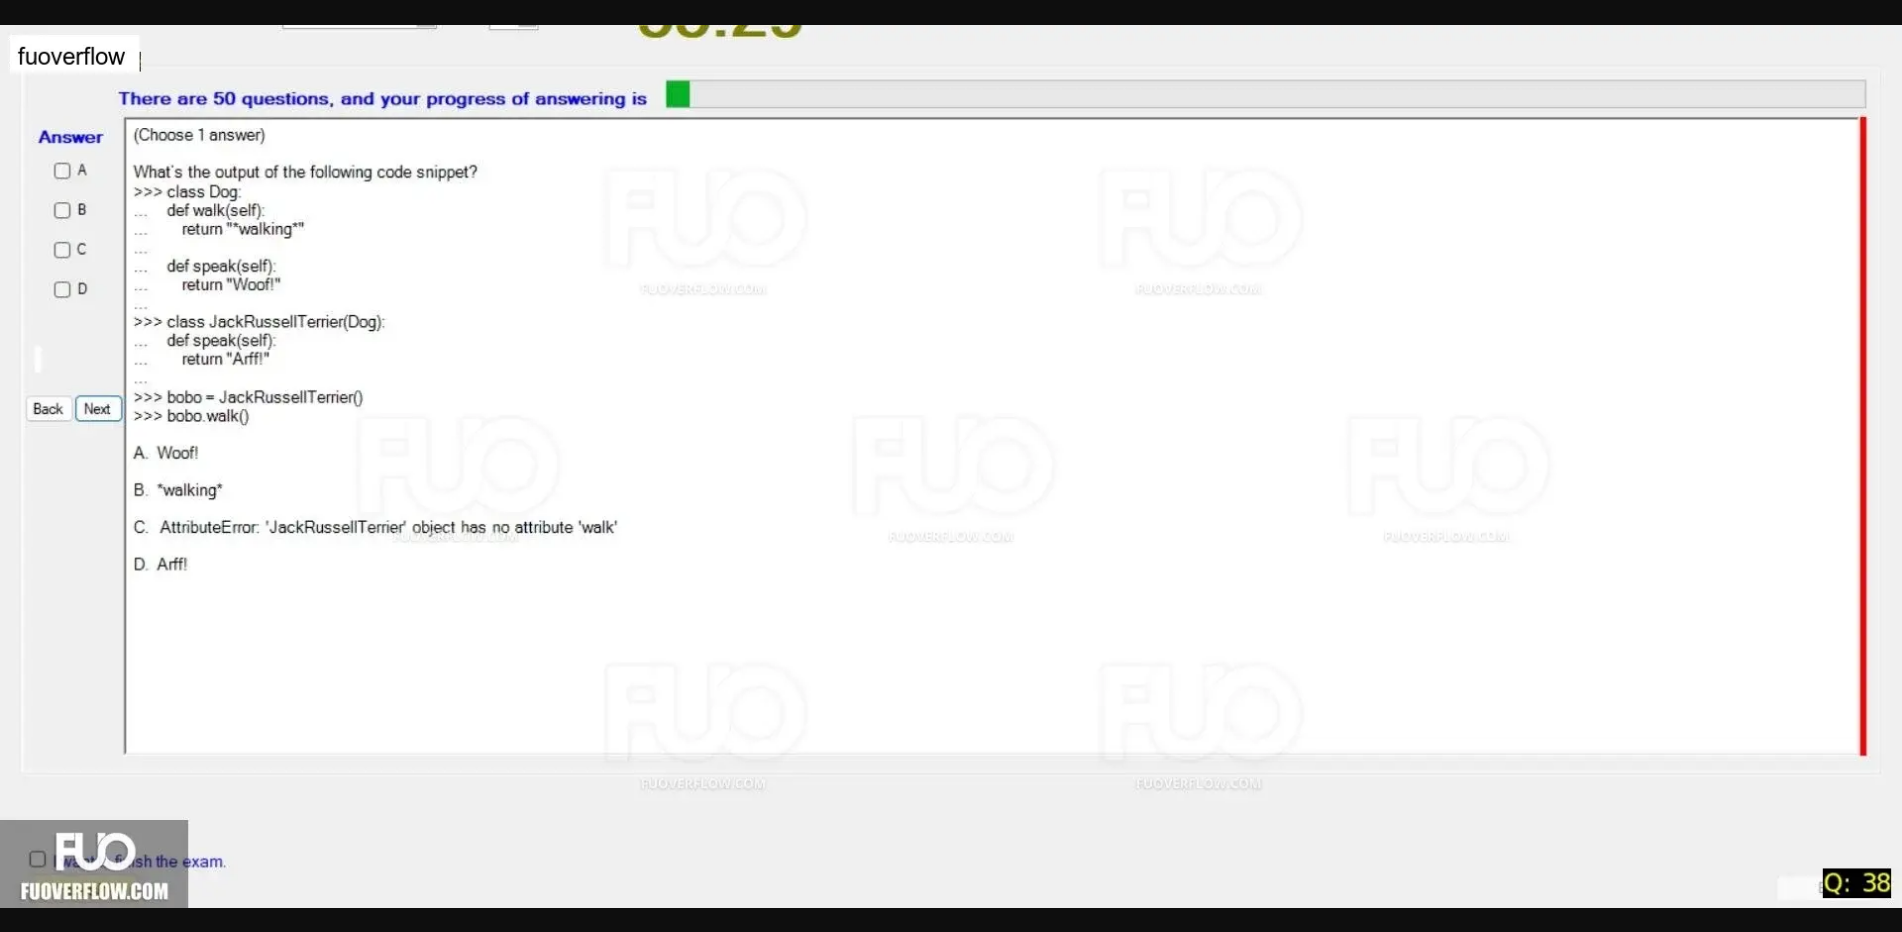 fuoverflow
There are 50 questions, and your progress of answering is
Answer
A
B
C
D
Back
Next
(Choose 1 answer)
What's the output of the following code snippet?
>>> class Dog:
... def walk(self):
... return "*walking*"
...
... def speak(self):
... return "Woof!"
...
>>> class JackRussellTerrier(Dog):
... def speak(self):
... return "Arff!"
...
>>> bobo = JackRussellTerrier()
>>> bobo.walk()
A. Woof!
B. *walking*
C. AttributeError: 'JackRussellTerrier' object has no attribute 'walk'
D. Arff!
FUO
FUOVERFLOW.COM
FUO
FUOVERFLOW.COM
FUO
FUOVERFLOW.COM
FUO
FUOVERFLOW.COM
FUO
FUOVERFLOW.COM
FUO
FUOVERFLOW.COM
FUO
FUOVERFLOW.COM
the exam.
FUO
FUOVERFLOW.COM
Q: 38